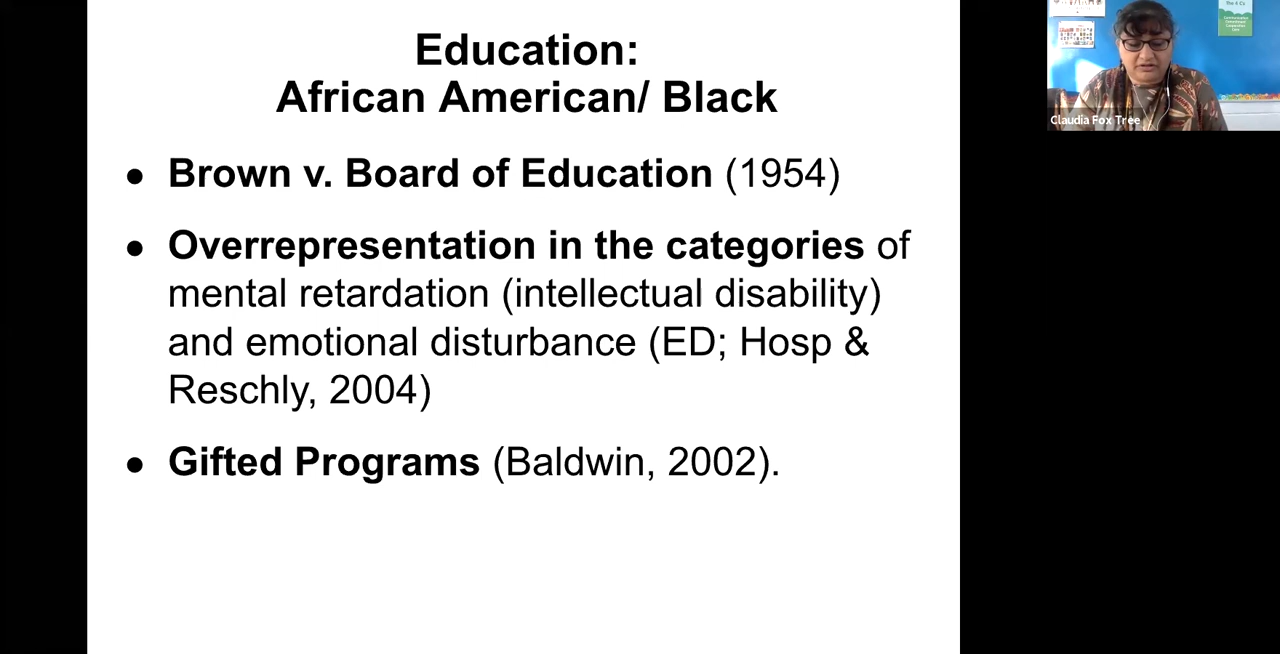 Education:
African American/ Black
● Brown v. Board of Education (1954)
● Overrepresentation in the categories of
mental retardation (intellectual disability)
and emotional disturbance (ED; Hosp &
Reschly, 2004)
● Gifted Programs (Baldwin, 2002).
Claudia Fox Tree